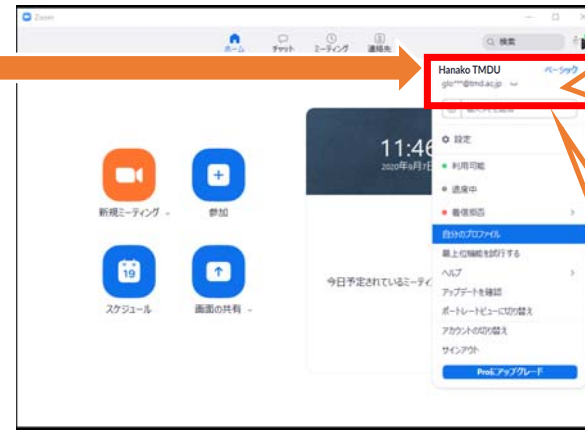 Zoom
ホーム チャット ミーティング 連絡先 検索
Hanako TMDU ベーシック
glo***@tmd.ac.jp
設定
11:46
2020年9月7日
利用可能
退席中
着信拒否
新規ミーティング 参加
自分のプロファイル
最上位機能を試行する
今日予定されているミーティ
ヘルプ
19
アップデートを確認
スケジュール 画面の共有
ポートレートビューに切り替え
アカウントの切り替え
サインアウト
Proにアップグレード